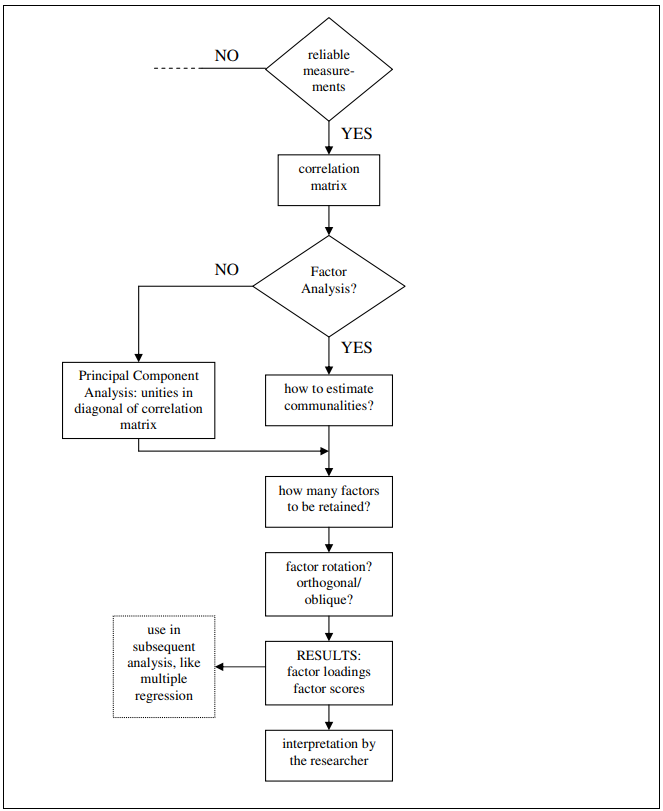 NO
reliable
measure-
ments
YES
correlation
matrix
NO
Factor
Analysis?
YES
Principal Component
Analysis: unities in
diagonal of correlation
matrix
how to estimate
communalities?
how many factors
to be retained?
factor rotation?
orthogonal/
oblique?
use in
subsequent
analysis, like
multiple
regression
RESULTS:
factor loadings
factor scores
interpretation by
the researcher